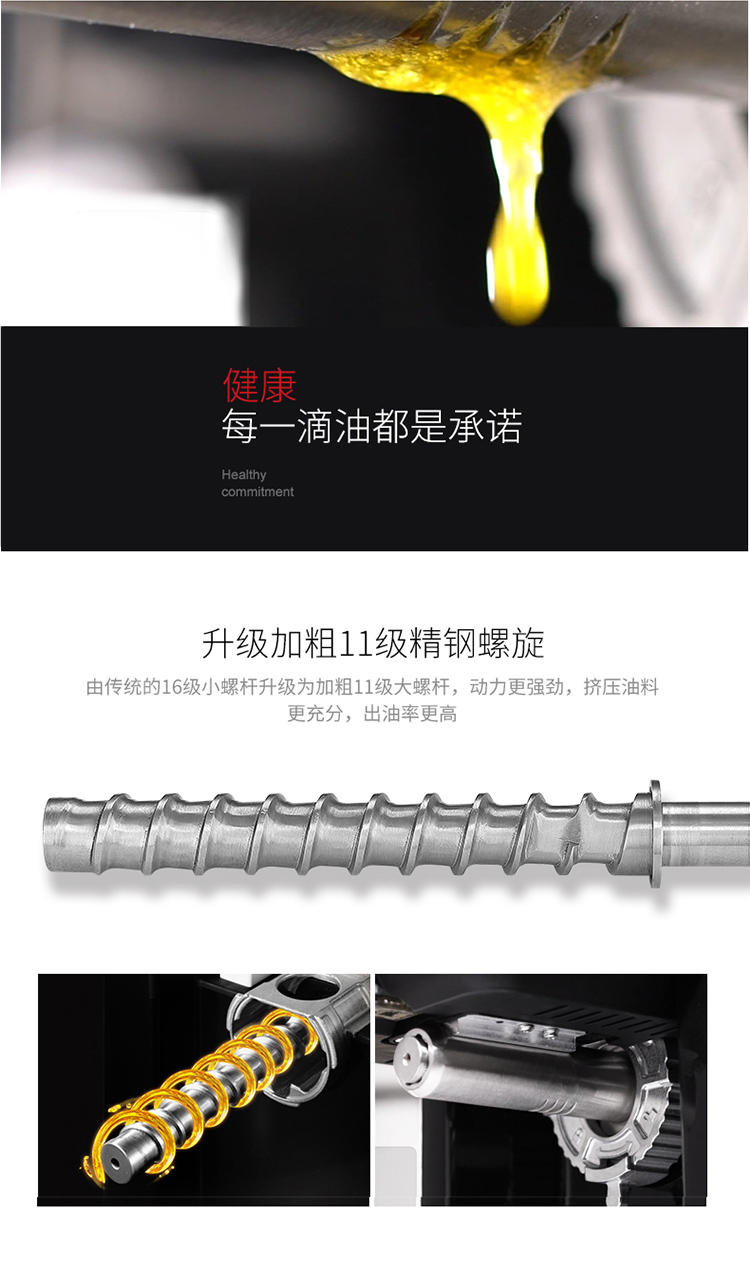 健康
每一滴油都是承诺
Healthy
commitment
升级加粗11级精钢螺旋
由传统的16级小螺杆升级为加粗11级大螺杆，动力更强劲，挤压油料
更充分，出油率更高